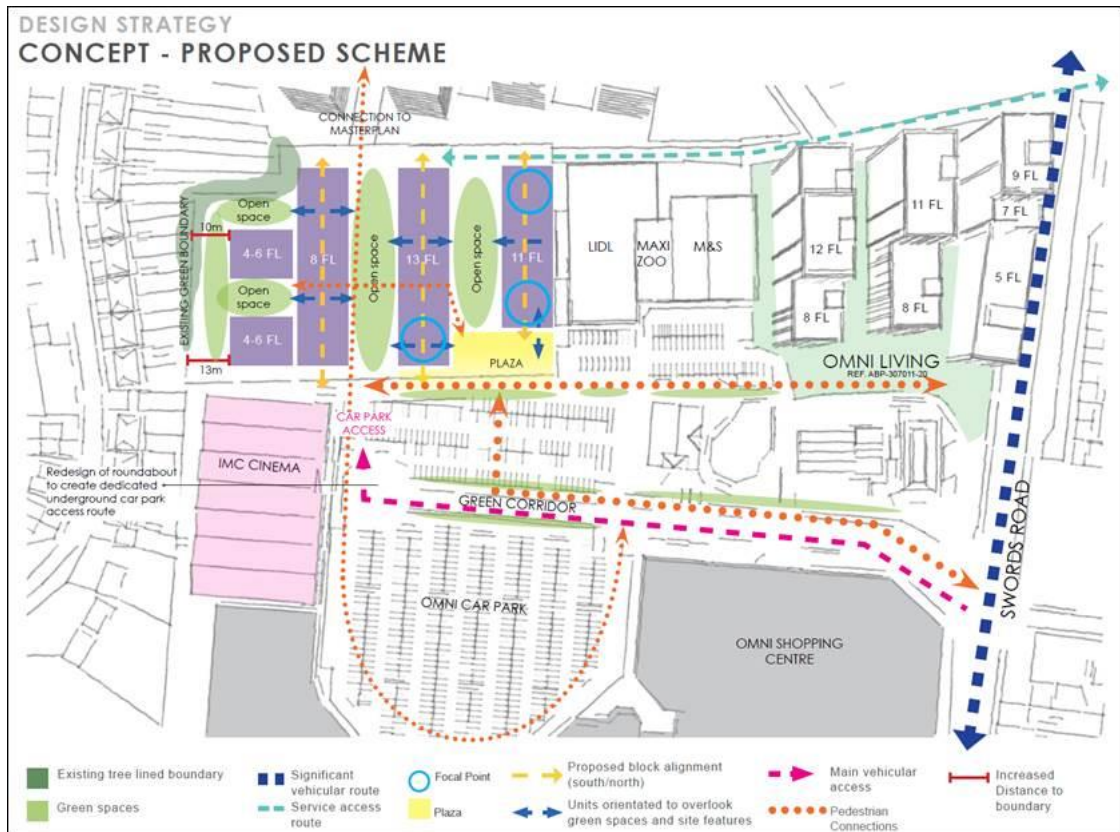 DESIGN STRATEGY
CONCEPT - PROPOSED SCHEME
CONNECTION TO
MASTERPLAN
EXISTING GREEN BOUNDARY
Open
space
10m
4-6 FL
Open
space
4-6 FL
13m
8 FL
Open space
13 FL
Open space
11 FL
PLAZA
LIDL
MAXI
ZOO
M&S
12 FL
8 FL
11 FL
8 FL
9 FL
7 FL
5 FL
OMNI LIVING
REF. ABP-307011-20
CAR PARK
ACCESS
IMC CINEMA
Redesign of roundabout
to create dedicated
underground car park
access route
GREEN CORRIDOR
OMNI CAR PARK
OMNI SHOPPING
CENTRE
SWORDS ROAD
Existing tree lined boundary
Green spaces
Significant
vehicular route
Service access
route
Focal Point
Plaza
Proposed block alignment
(south/north)
Units orientated to overlook
green spaces and site features
Main vehicular
access
Pedestrian
Connections
Increased
Distance to
boundary